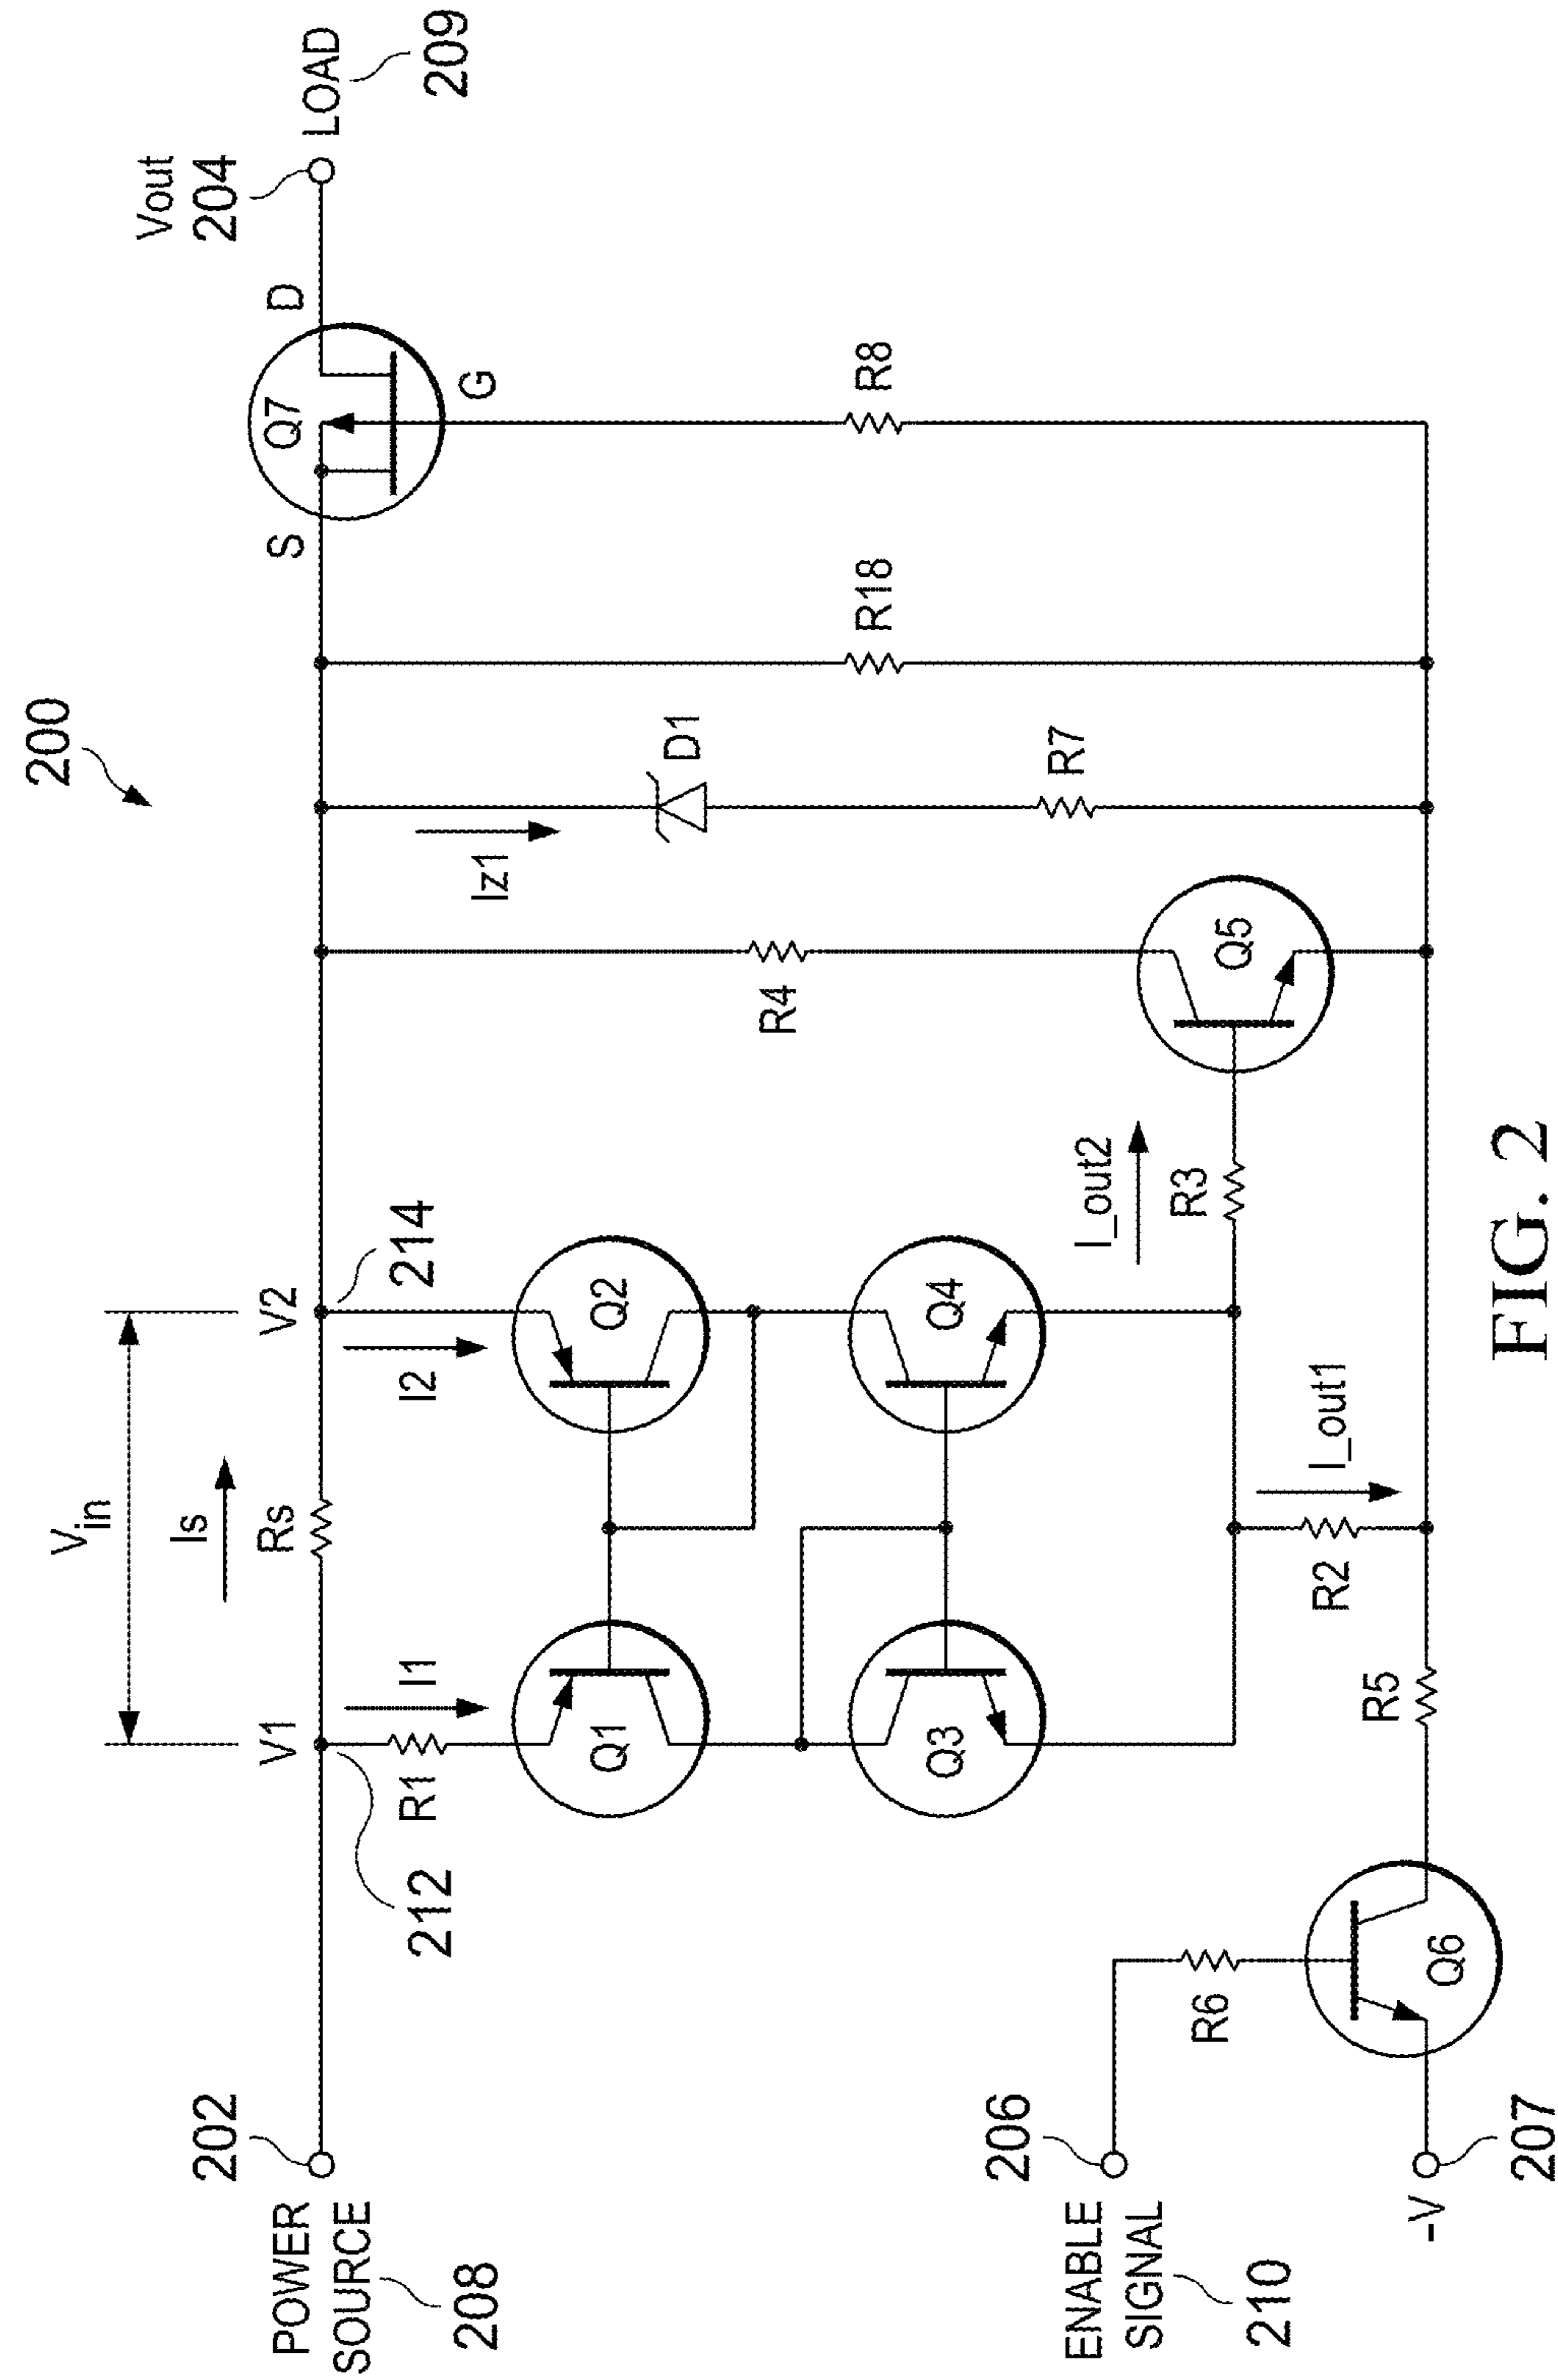 200
V_in
Is
V1
Rs
V2
212
214
202
POWER
SOURCE
208
R1
I1
I2
Q1
Q2
Q3
Q4
Iz1
D1
R4
R7
R18
R8
S
Q7
D
G
Vout
204
LOAD
209
I_out2
R3
Q5
I_out1
R2
R5
206
ENABLE
SIGNAL
210
R6
Q6
-V
207
FIG. 2